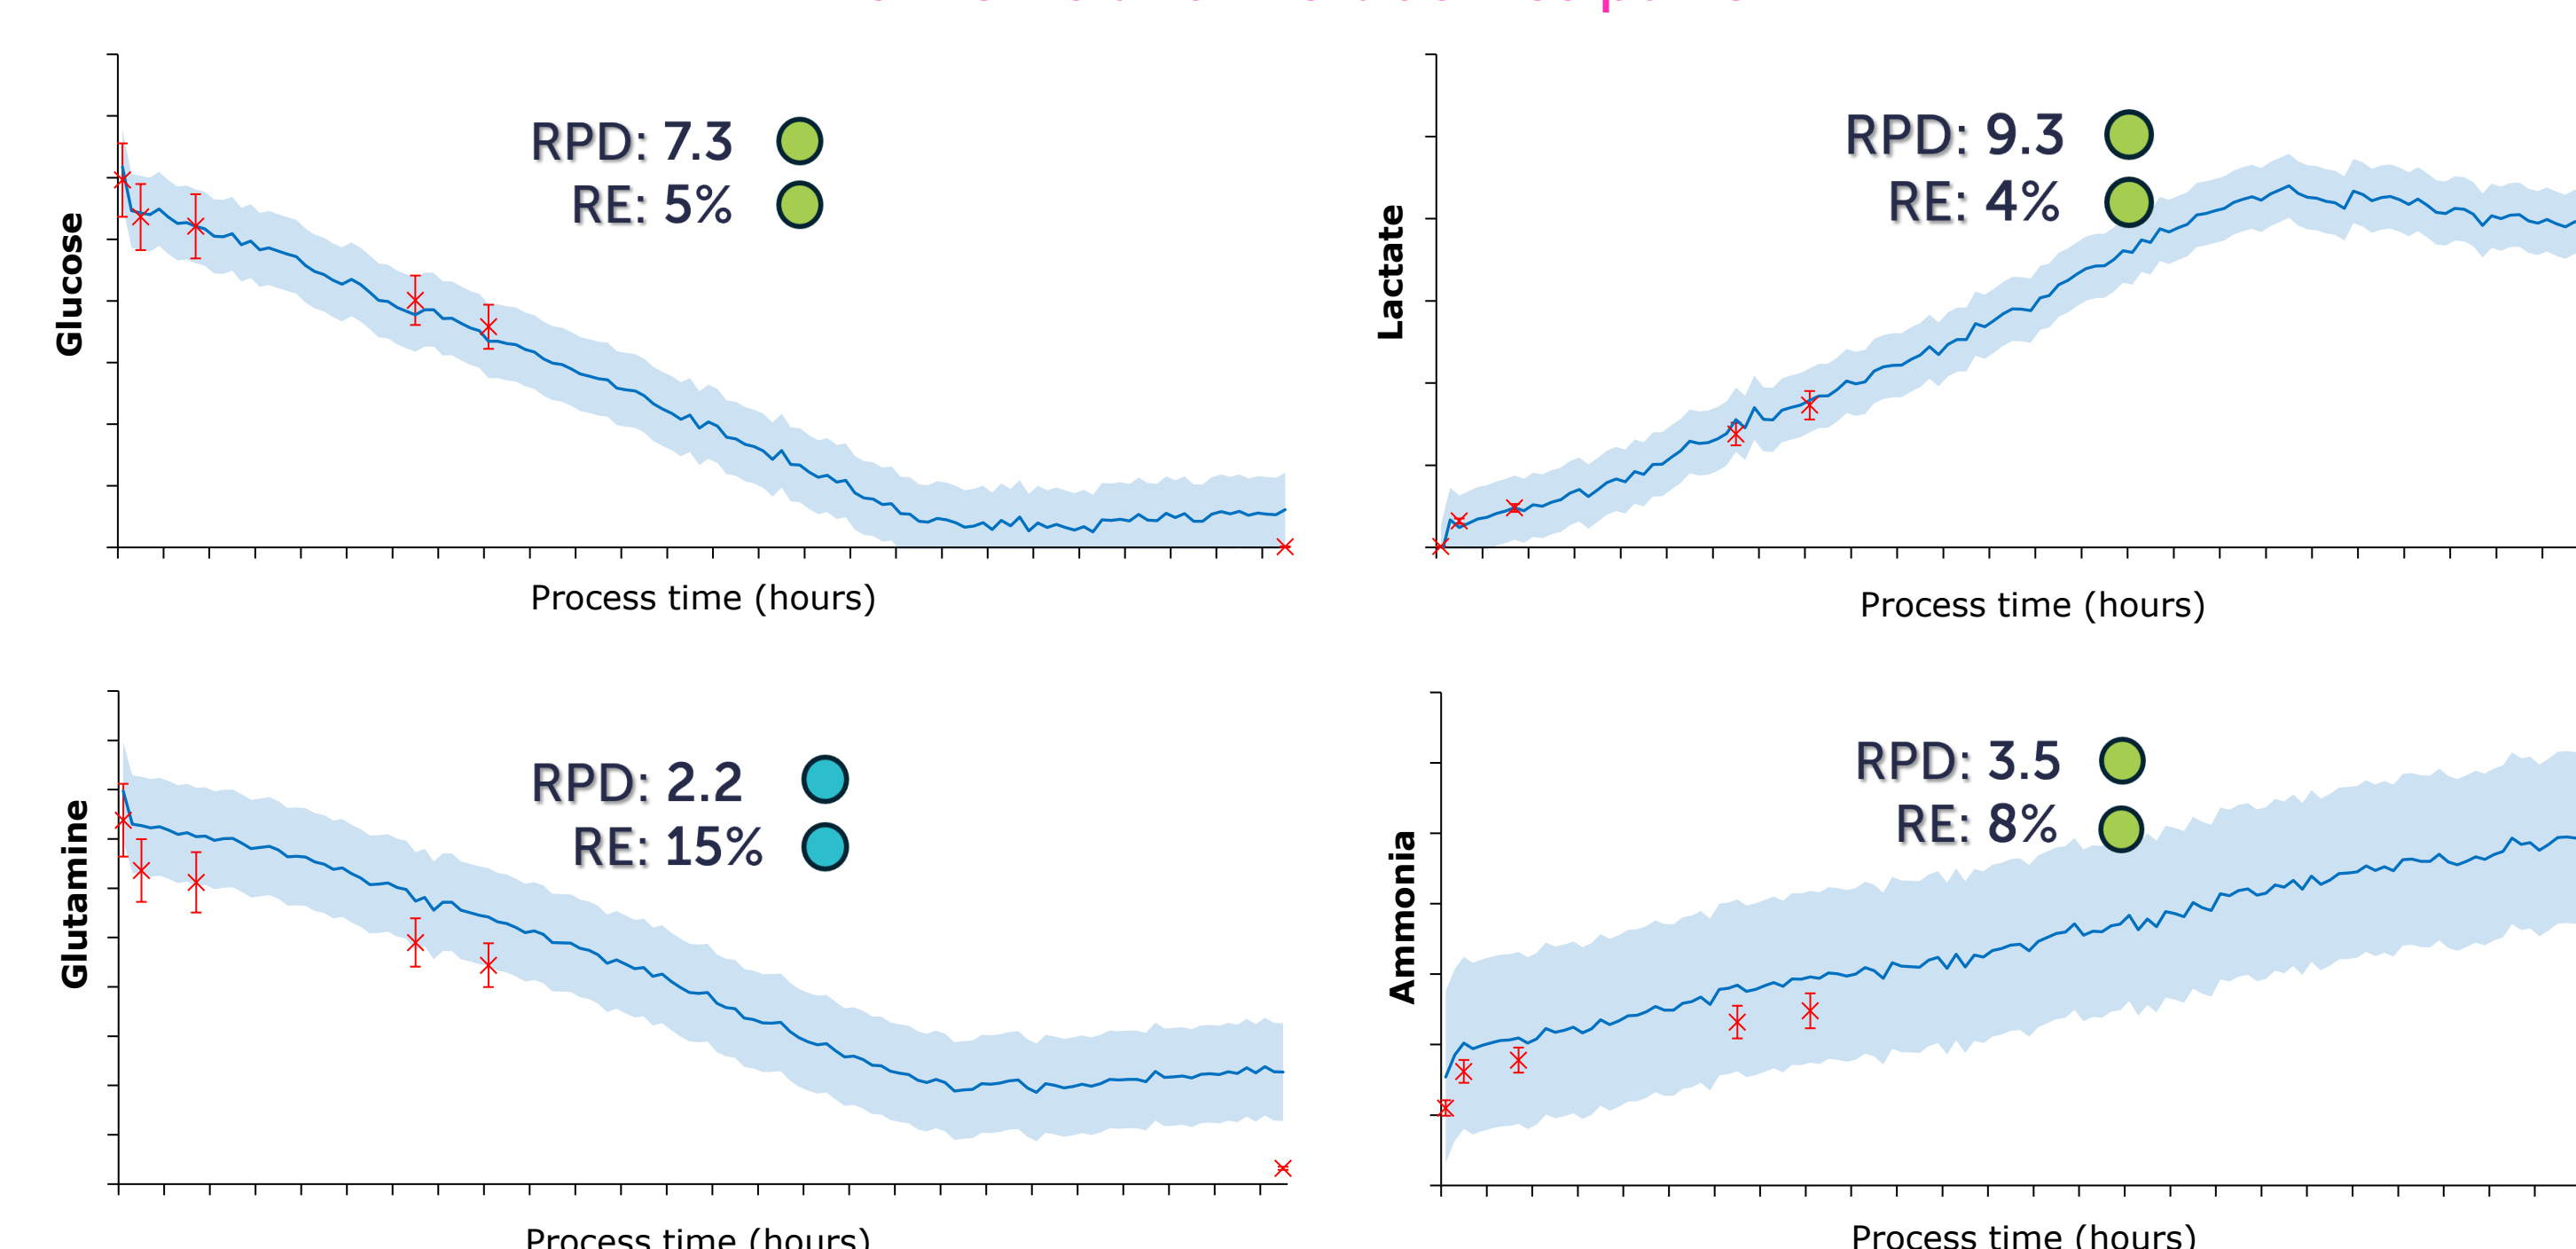 RPD: 7.3
RE: 5%
Glucose
Process time (hours)
RPD: 9.3
RE: 4%
Lactate
Process time (hours)
RPD: 2.2
RE: 15%
Glutamine
Process time (hours)
RPD: 3.5
RE: 8%
Ammonia
Process time (hours)